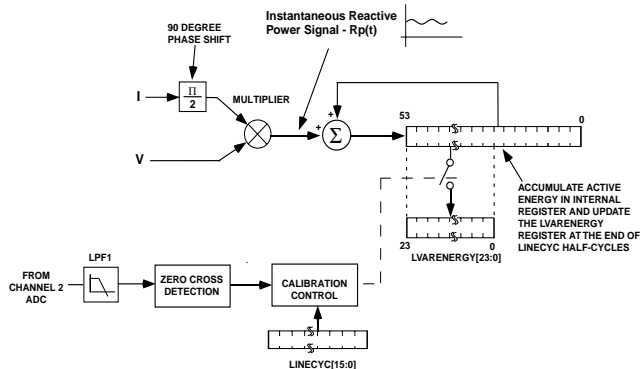 Instantaneous Reactive
Power Signal - Rp(t)
90 DEGREE
PHASE SHIFT
I
Π
2
MULTIPLIER
V
+
+
Σ
53
0
ACCUMULATE ACTIVE
ENERGY IN INTERNAL
REGISTER AND UPDATE
THE LVARENERGY
REGISTER AT THE END OF
LINECYC HALF-CYCLES
23
0
LVARENERGY[23:0]
FROM
CHANNEL 2
ADC
LPF1
ZERO CROSS
DETECTION
CALIBRATION
CONTROL
LINECYC[15:0]